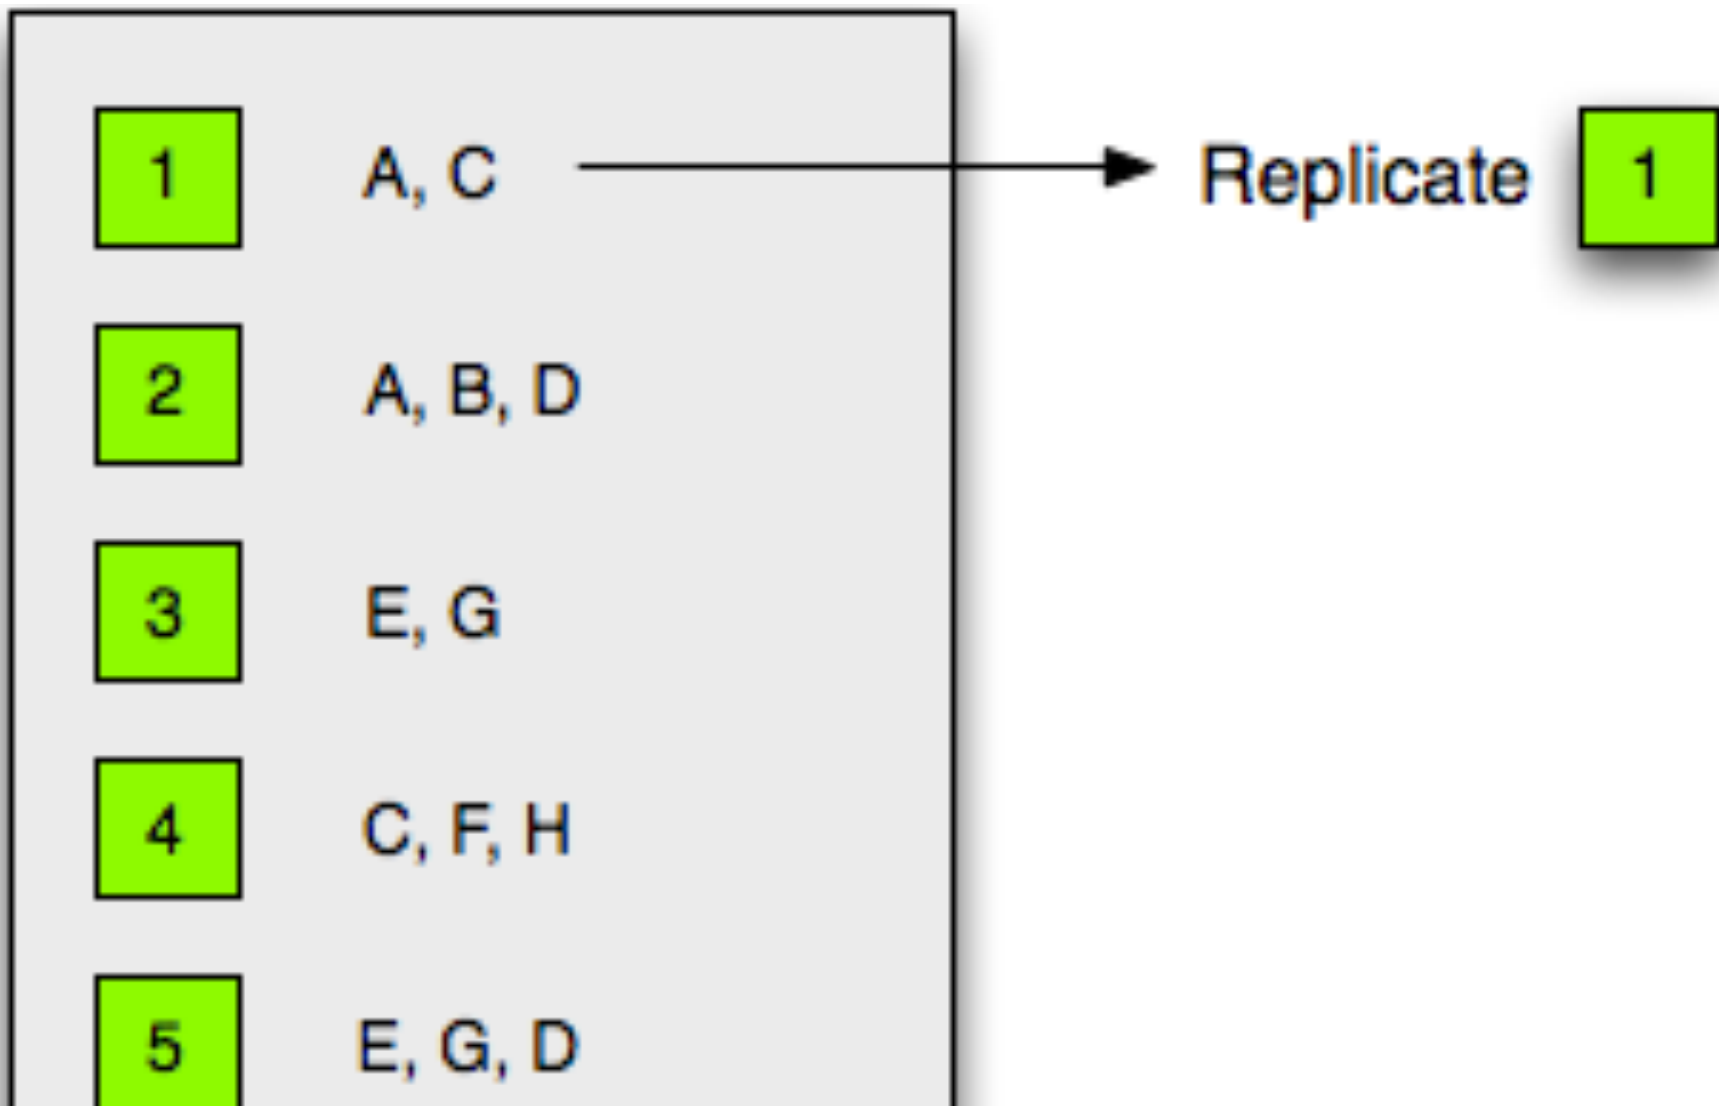 1 A, C Replicate 1
2 A, B, D
3 E, G
4 C, F, H
5 E, G, D